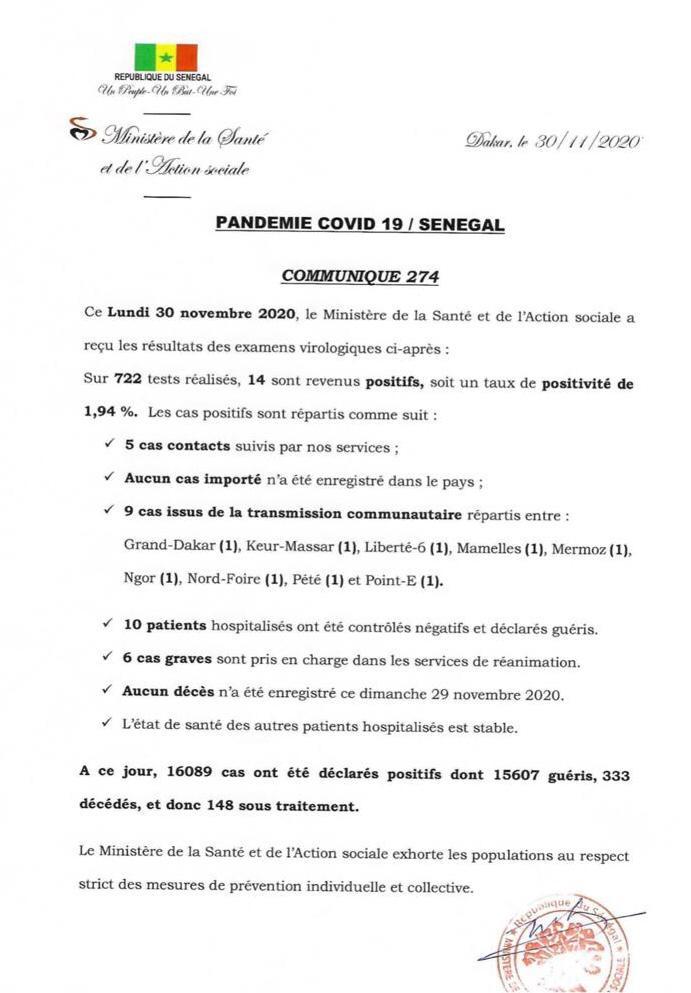 REPUBLIQUE DU SENEGAL
Un Peuple-Un But-Une Foi
Ministère de la Santé
et de l'Action sociale
Dakar, le 30/11/2020
PANDEMIE COVID 19 / SENEGAL
COMMUNIQUE 274
Ce Lundi 30 novembre 2020, le Ministère de la Santé et de l'Action sociale a
reçu les résultats des examens virologiques ci-après :
Sur 722 tests réalisés, 14 sont revenus positifs, soit un taux de positivité de
1,94 %. Les cas positifs sont répartis comme suit :
✓ 5 cas contacts suivis par nos services ;
✓ Aucun cas importé n'a été enregistré dans le pays ;
✓ 9 cas issus de la transmission communautaire répartis entre :
Grand-Dakar (1), Keur-Massar (1), Liberté-6 (1), Mamelles (1), Mermoz (1),
Ngor (1), Nord-Foire (1), Pété (1) et Point-E (1).
✓ 10 patients hospitalisés ont été contrôlés négatifs et déclarés guéris.
✓ 6 cas graves sont pris en charge dans les services de réanimation.
✓ Aucun décès n'a été enregistré ce dimanche 29 novembre 2020.
✓ L'état de santé des autres patients hospitalisés est stable.
A ce jour, 16089 cas ont été déclarés positifs dont 15607 guéris, 333
décédés, et donc 148 sous traitement.
Le Ministère de la Santé et de l'Action sociale exhorte les populations au respect
strict des mesures de prévention individuelle et collective.
République du Sénégal
MINISTÈRE DE
SOCIALE